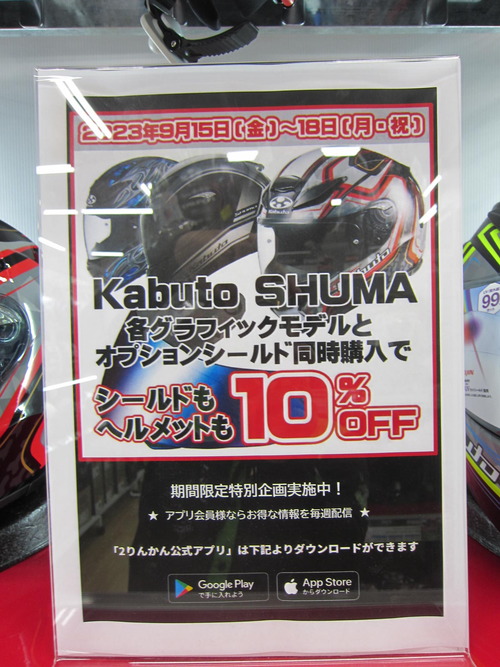 2023年9月15日(金)~18日(月・祝)
Kabuto SHUMA
各グラフィックモデルと
オプションシールド同時購入で
シールドも
ヘルメットも
10%OFF
期間限定特別企画実施中!
★ アプリ会員様ならお得な情報を毎週配信 ★
「2りんかん公式アプリ」は下記よりダウンロードができます
Google Play
で手に入れよう
App Store
からダウンロード
Kabuto
99